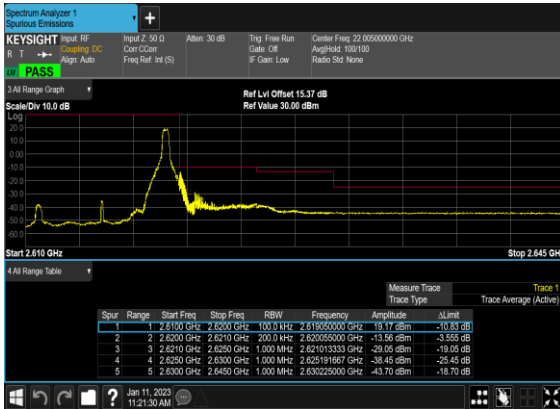 Spectrum Analyzer 1
Spurious Emissions
+
KEYSIGHT
R T
LXI PASS
Input: RF
Coupling: DC
Align: Auto
Input Z: 50 Ω
Corr CCorr
Freq Ref: Int (S)
Atten: 30 dB
Trig: Free Run
Gate: Off
IF Gain: Low
Center Freq: 22.005000000 GHz
Avg|Hold: 100/100
Radio Std: None
3 All Range Graph
Scale/Div 10.0 dB
Ref Lvl Offset 15.37 dB
Ref Value 30.00 dBm
Log
20.0
10.0
0.00
-10.0
-20.0
-30.0
-40.0
-50.0
-60.0
Start 2.610 GHz
Stop 2.645 GH
4 All Range Table
Measure Trace Trace 1
Trace Type Trace Average (Active)
Spur Range Start Freq Stop Freq RBW Frequency Amplitude ΔLimit
1 1 2.6100 GHz 2.6200 GHz 100.0 kHz 2.619050000 GHz 19.17 dBm -10.83 dB
2 2 2.6200 GHz 2.6210 GHz 200.0 kHz 2.620055000 GHz -13.56 dBm -3.555 dB
3 3 2.6210 GHz 2.6250 GHz 1.000 MHz 2.621013333 GHz -29.05 dBm -19.05 dB
4 4 2.6250 GHz 2.6300 GHz 1.000 MHz 2.625191667 GHz -38.45 dBm -25.45 dB
5 5 2.6300 GHz 2.6450 GHz 1.000 MHz 2.630225000 GHz -43.70 dBm -18.70 dB
?
Jan 11, 2023
11:21:30 AM